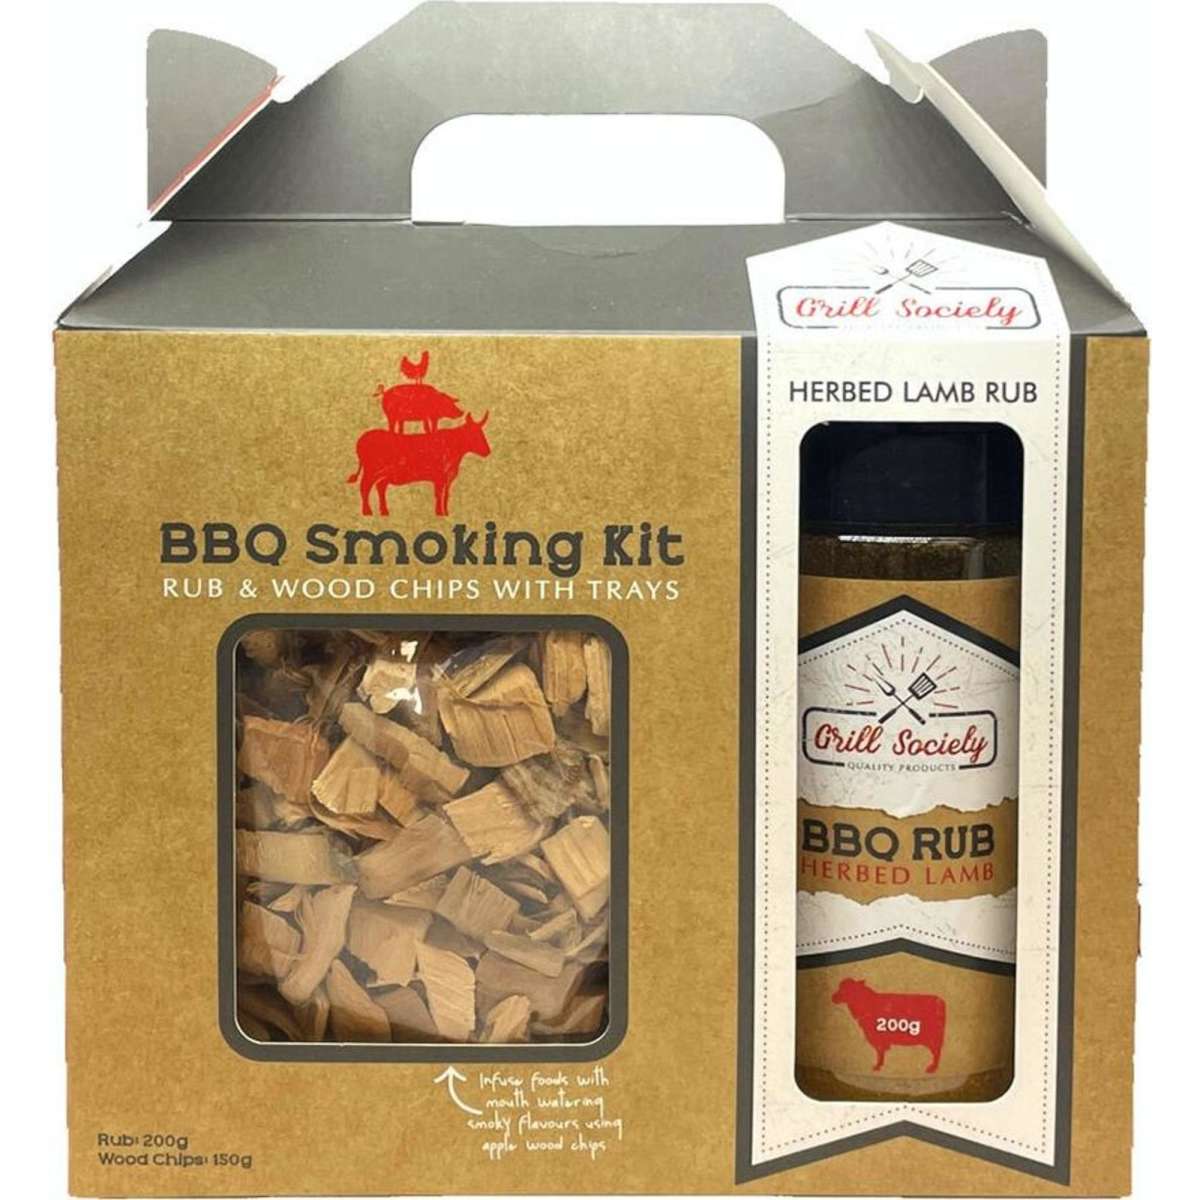 Grill Society
HERBED LAMB RUB
BBQ Smoking Kit
RUB & WOOD CHIPS WITH TRAYS
Grill Society
QUALITY PRODUCTS
BBQ RUB
HERBED LAMB
200g
Infuse foods with
mouth watering
smoky flavours using
apple wood chips
Rub: 200g
Wood Chips: 150g